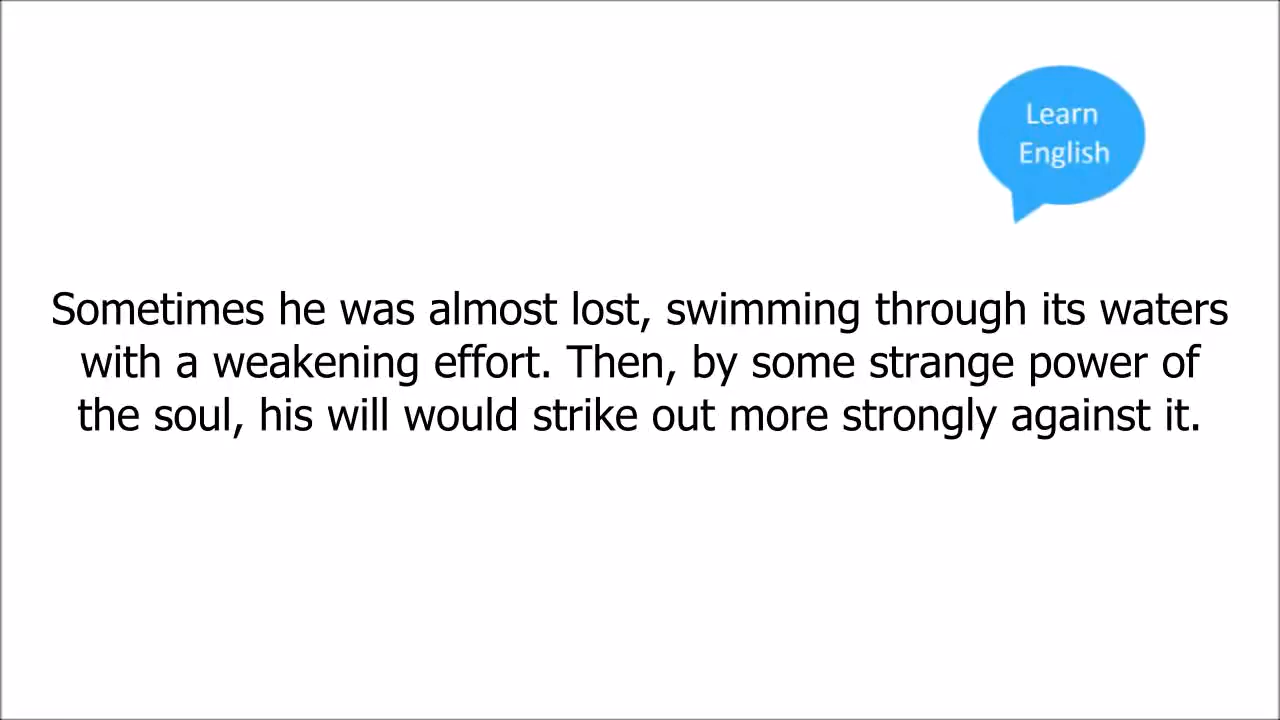 Learn
English
Sometimes he was almost lost, swimming through its waters
with a weakening effort. Then, by some strange power of
the soul, his will would strike out more strongly against it.